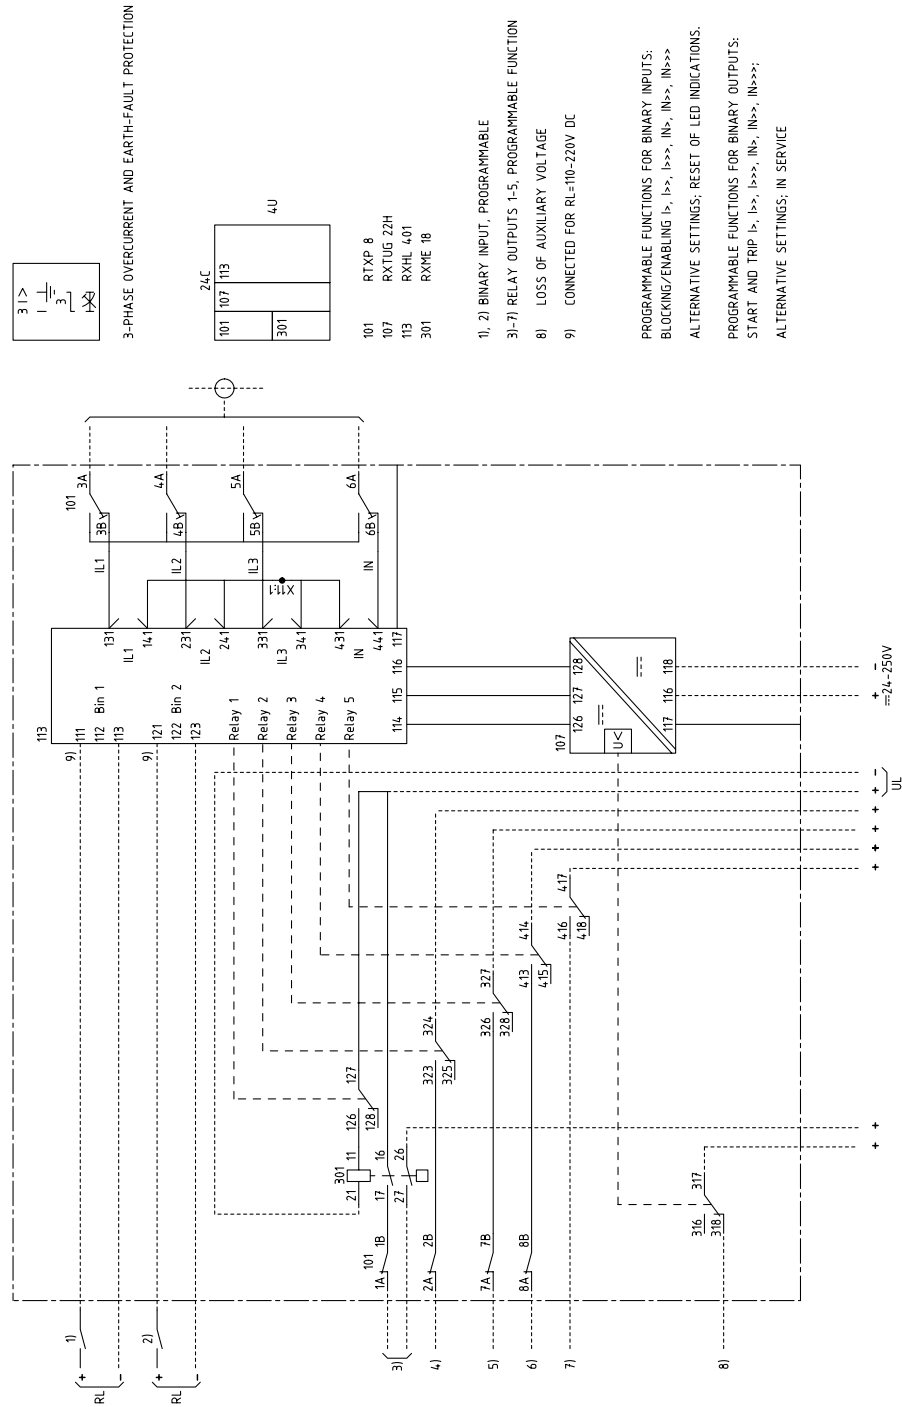 3 I >
3
3-PHASE OVERCURRENT AND EARTH-FAULT PROTECTION
24C
4U
101
107
113
301
101 RTXP 8
107 RXTUG 22H
113 RXHL 401
301 RXME 18
1), 2) BINARY INPUT, PROGRAMMABLE
3)-7) RELAY OUTPUTS 1-5, PROGRAMMABLE FUNCTION
8) LOSS OF AUXILIARY VOLTAGE
9) CONNECTED FOR RL=110-220V DC
PROGRAMMABLE FUNCTIONS FOR BINARY INPUTS:
BLOCKING/ENABLING I>, I>>, I>>>, IN>, IN>>, IN>>>
ALTERNATIVE SETTINGS; RESET OF LED INDICATIONS.
PROGRAMMABLE FUNCTIONS FOR BINARY OUTPUTS:
START AND TRIP I>, I>>, I>>>, IN>, IN>>, IN>>>;
ALTERNATIVE SETTINGS; IN SERVICE
101
3A
3B
4A
4B
5A
5B
6A
6B
IL1
IL2
IL3
IN
X11:1
131
141
231
241
331
341
431
441
117
IL1
IL2
IL3
IN
116
115
114
113
Bin 1
Bin 2
Relay 1
Relay 2
Relay 3
Relay 4
Relay 5
9)
111
112
113
9)
121
122
123
107
126
127
128
U<
117
116
118
+
-
24-250V
-
+
UL
+
+
+
+
417
416
418
414
413
415
327
326
328
324
323
325
127
126
128
301
11
21
16
17
26
27
101
1B
1A
2B
2A
7B
7A
8B
8A
317
316
318
+
+
1)
+
-
RL
2)
+
-
RL
3)
4)
5)
6)
7)
8)